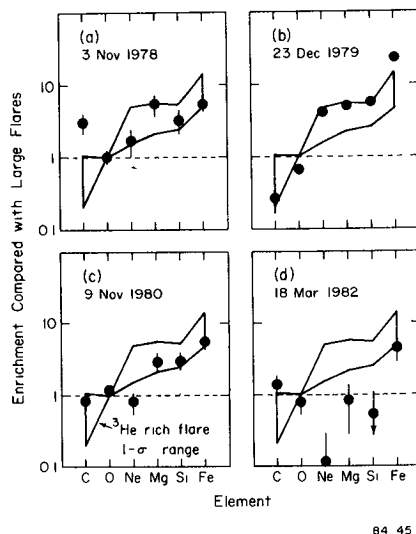 Enrichment Compared with Large Flares
(a)
3 Nov 1978
(b)
23 Dec 1979
10
1
0 1
(c)
9 Nov 1980
(d)
18 Mar 1982
10
1
0 1
³He rich flare
1-σ range
C O Ne Mg Si Fe
C O Ne Mg Si Fe
Element
84 45